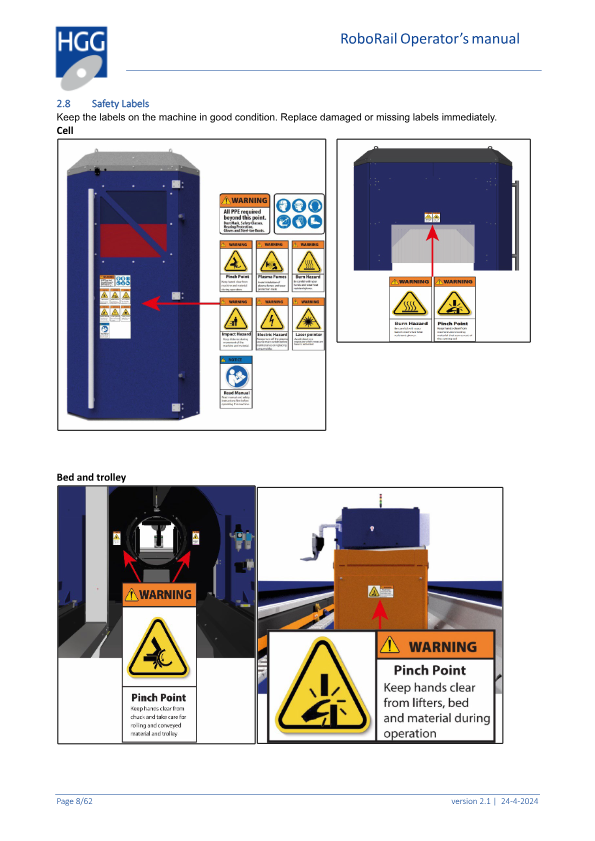 HGG
RoboRail Operator's manual
2.8 Safety Labels
Keep the labels on the machine in good condition. Replace damaged or missing labels immediately.
Cell
WARNING
All PPE required
beyond this point.
WARNING
WARNING
WARNING
Pinch Point
Plasma Fumes
Burn Hazard
WARNING
WARNING
WARNING
Impact Hazard
Electric Hazard
Laser pointer
Read Manual
WARNING
WARNING
Burn Hazard
Pinch Point
Bed and trolley
WARNING
Pinch Point
Keep hands clear from
chuck and take care for
rolling and conveyed
material and trolley
WARNING
Pinch Point
Keep hands clear
from lifters, bed
and material during
operation
Page 8/62
version 2.1 | 24-4-2024